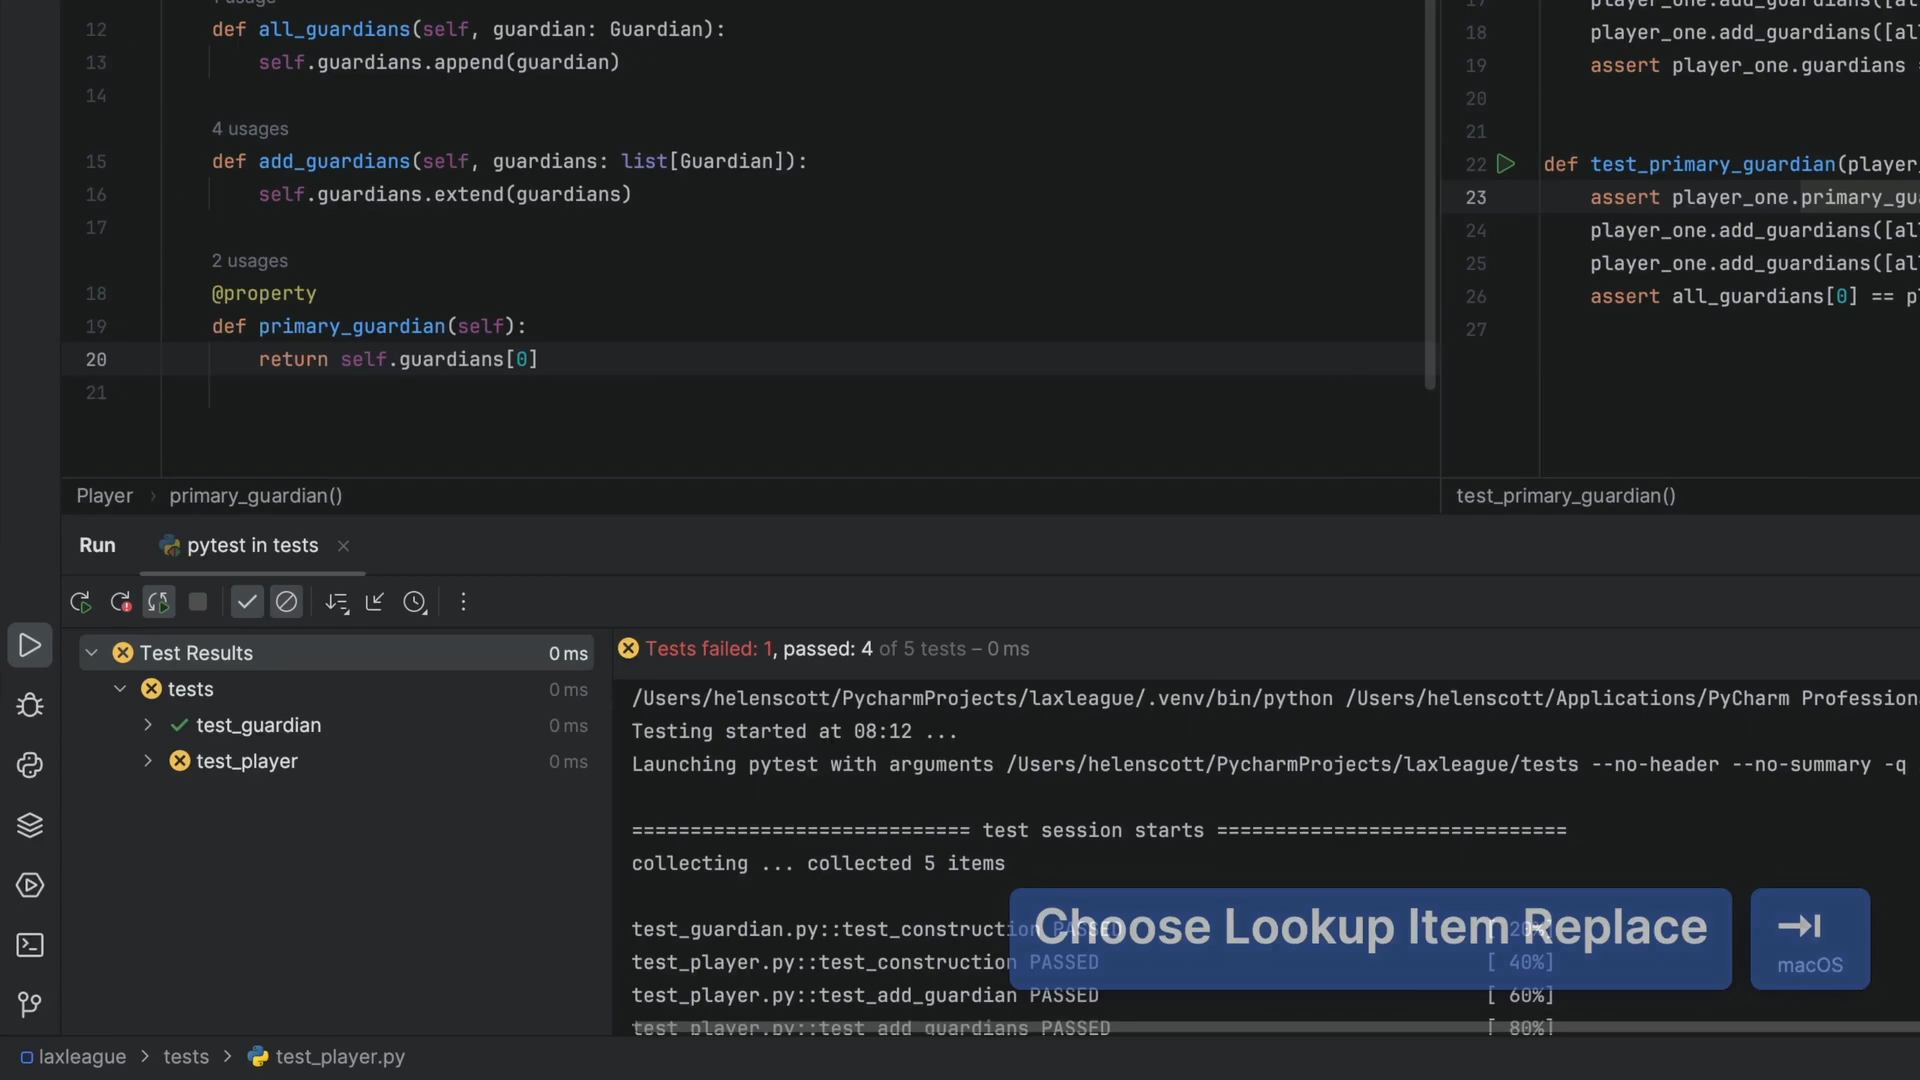 12 def all_guardians(self, guardian: Guardian):
13 self.guardians.append(guardian)
14
4 usages
15 def add_guardians(self, guardians: list[Guardian]):
16 self.guardians.extend(guardians)
17
2 usages
18 @property
19 def primary_guardian(self):
20 return self.guardians[0]
21
18 player_one.add_guardians([al
19 assert player_one.guardians
20
21
22 def test_primary_guardian(player
23 assert player_one.primary_gu
24 player_one.add_guardians([al
25 player_one.add_guardians([al
26 assert all_guardians[0] == p
27
Player › primary_guardian()
test_primary_guardian()
Run pytest in tests
Test Results 0 ms
tests 0 ms
test_guardian 0 ms
test_player 0 ms
Tests failed: 1, passed: 4 of 5 tests – 0 ms
/Users/helenscott/PycharmProjects/laxleague/.venv/bin/python /Users/helenscott/Applications/PyCharm Profession
Testing started at 08:12 ...
Launching pytest with arguments /Users/helenscott/PycharmProjects/laxleague/tests --no-header --no-summary -q
============================= test session starts ==============================
collecting ... collected 5 items
test_guardian.py::test_construction PASSED [ 20%]
test_player.py::test_construction PASSED [ 40%]
test_player.py::test_add_guardian PASSED [ 60%]
test_player.py::test_add_guardians PASSED [ 80%]
Choose Lookup Item Replace
macOS
laxleague › tests › test_player.py